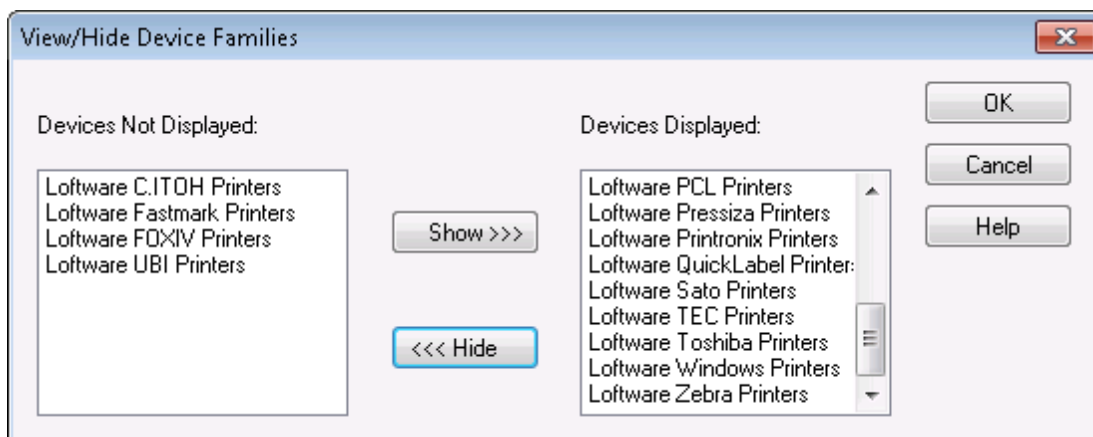 View/Hide Device Families
Devices Not Displayed:
Loftware C.ITOH Printers
Loftware Fastmark Printers
Loftware FOXIV Printers
Loftware UBI Printers
Show >>>
<<< Hide
Devices Displayed:
Loftware PCL Printers
Loftware Pressiza Printers
Loftware Printronix Printers
Loftware QuickLabel Printer
Loftware Sato Printers
Loftware TEC Printers
Loftware Toshiba Printers
Loftware Windows Printers
Loftware Zebra Printers
OK
Cancel
Help